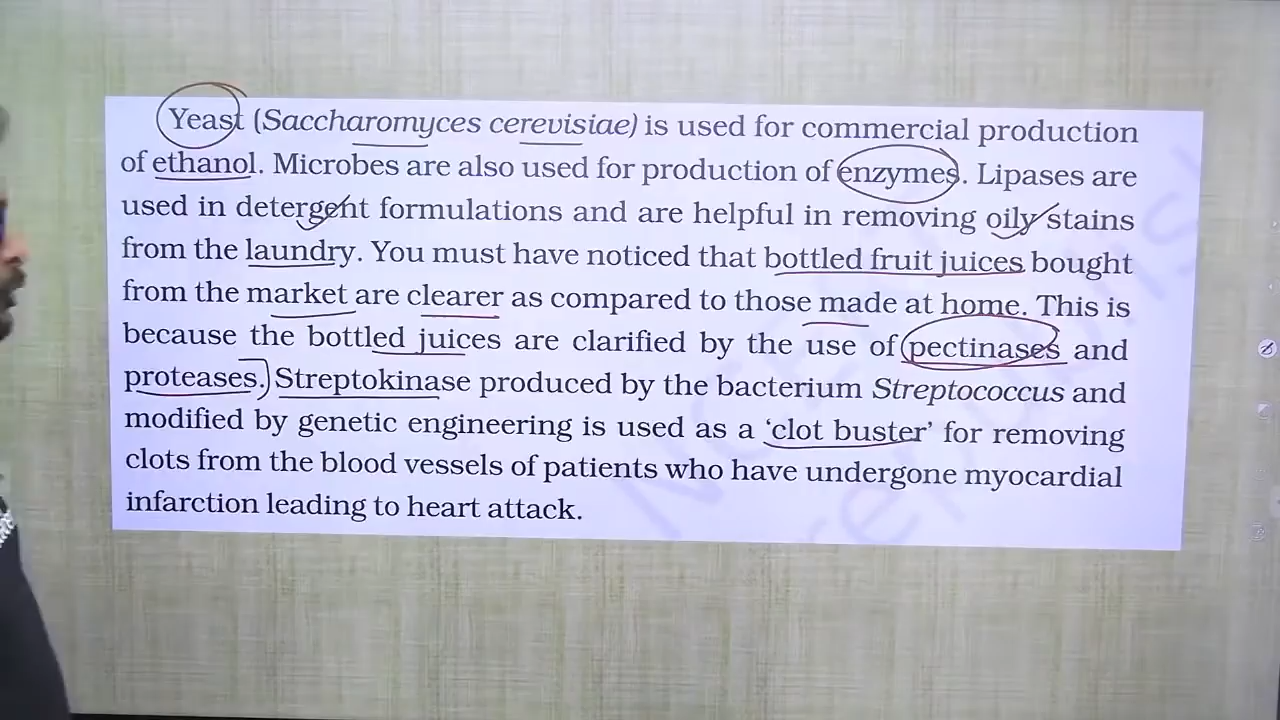 Yeast (Saccharomyces cerevisiae) is used for commercial production
of ethanol. Microbes are also used for production of enzymes. Lipases are
used in detergent formulations and are helpful in removing oily stains
from the laundry. You must have noticed that bottled fruit juices bought
from the market are clearer as compared to those made at home. This is
because the bottled juices are clarified by the use of pectinases and
proteases. Streptokinase produced by the bacterium Streptococcus and
modified by genetic engineering is used as a ‘clot buster’ for removing
clots from the blood vessels of patients who have undergone myocardial
infarction leading to heart attack.